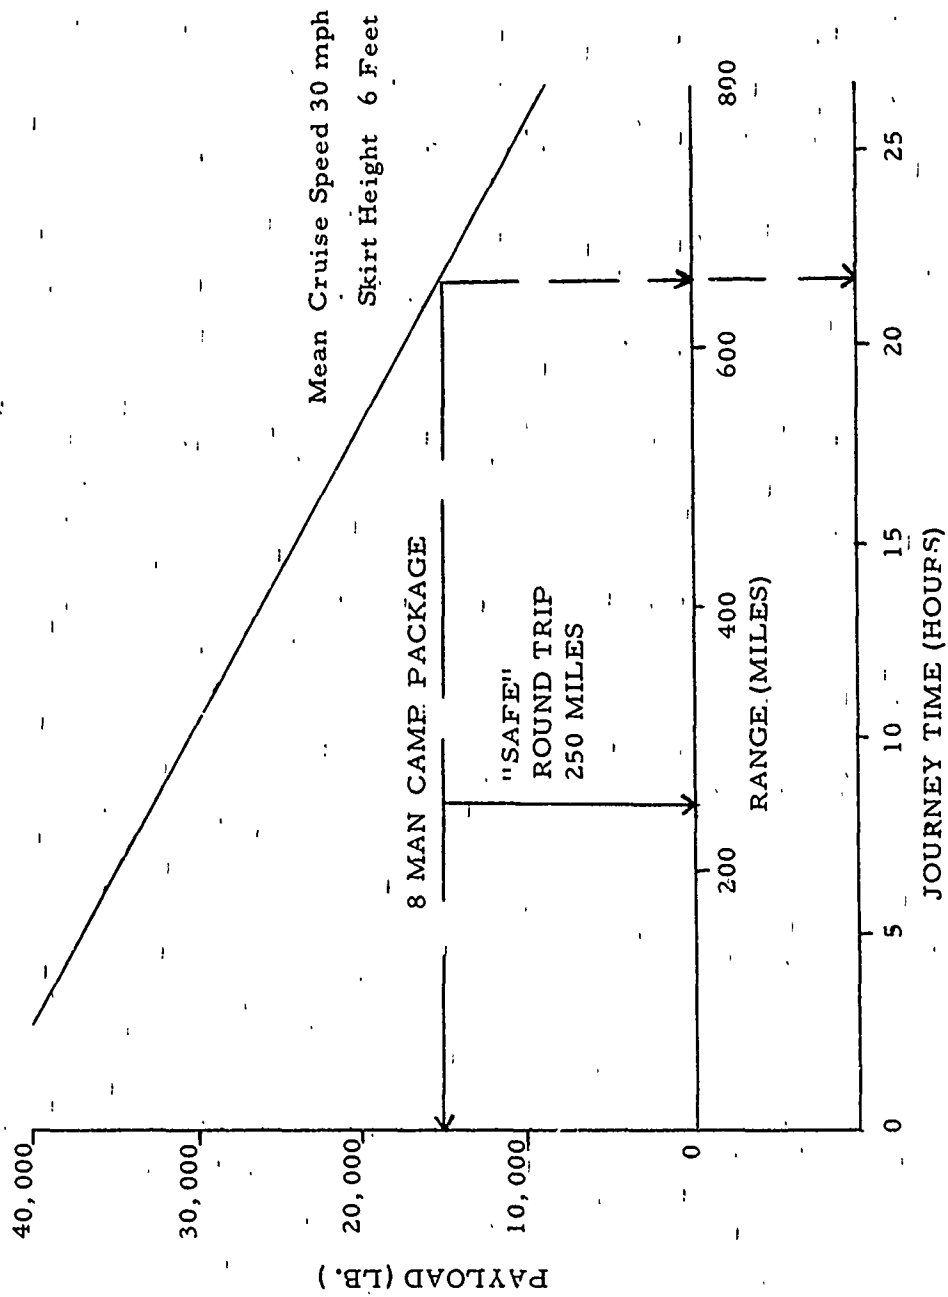 Mean Cruise Speed 30 mph
Skirt Height 6 Feet
PAYLOAD (LB.)
40,000
30,000
20,000
10,000
0
8 MAN CAMP. PACKAGE
"SAFE"
ROUND TRIP
250 MILES
200
400
600
800
RANGE.(MILES)
0
5
10
15
20
25
JOURNEY TIME (HOURS)